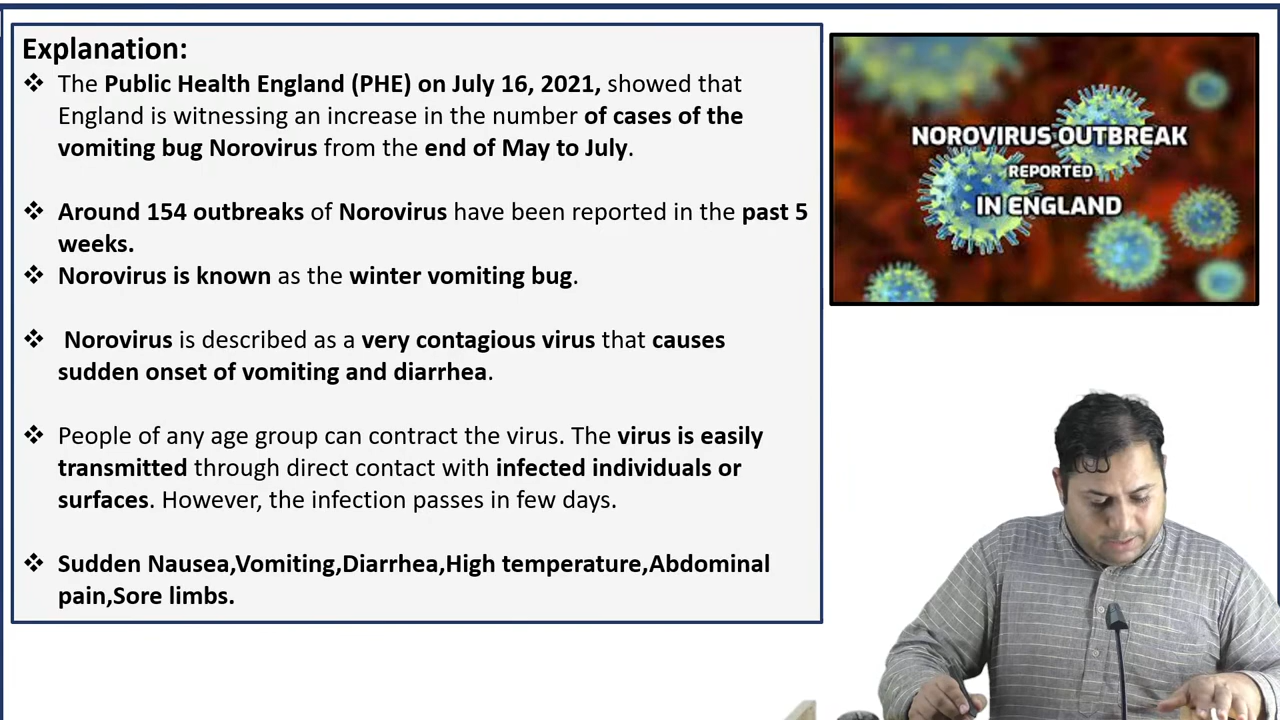 Explanation:
❖ The Public Health England (PHE) on July 16, 2021, showed that
England is witnessing an increase in the number of cases of the
vomiting bug Norovirus from the end of May to July.
❖ Around 154 outbreaks of Norovirus have been reported in the past 5
weeks.
❖ Norovirus is known as the winter vomiting bug.
❖ Norovirus is described as a very contagious virus that causes
sudden onset of vomiting and diarrhea.
❖ People of any age group can contract the virus. The virus is easily
transmitted through direct contact with infected individuals or
surfaces. However, the infection passes in few days.
❖ Sudden Nausea,Vomiting,Diarrhea,High temperature,Abdominal
pain,Sore limbs.
NOROVIRUS OUTBREAK
REPORTED
IN ENGLAND